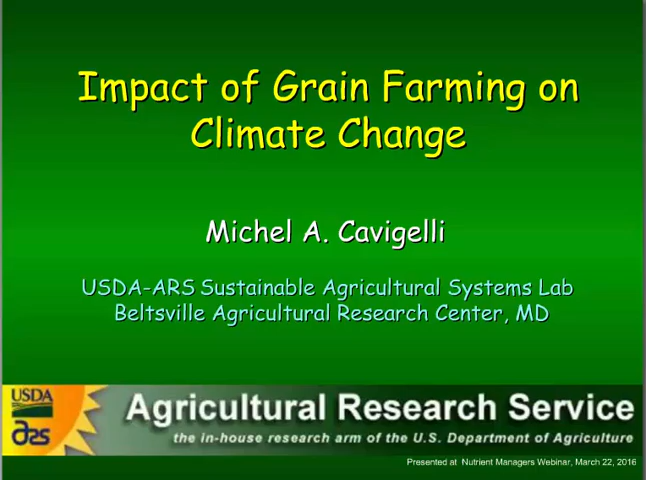 Impact of Grain Farming on
Climate Change
Michel A. Cavigelli
USDA-ARS Sustainable Agricultural Systems Lab
Beltsville Agricultural Research Center, MD
USDA
ars
Agricultural Research Service
the in-house research arm of the U.S. Department of Agriculture
Presented at Nutrient Managers Webinar, March 22, 2016